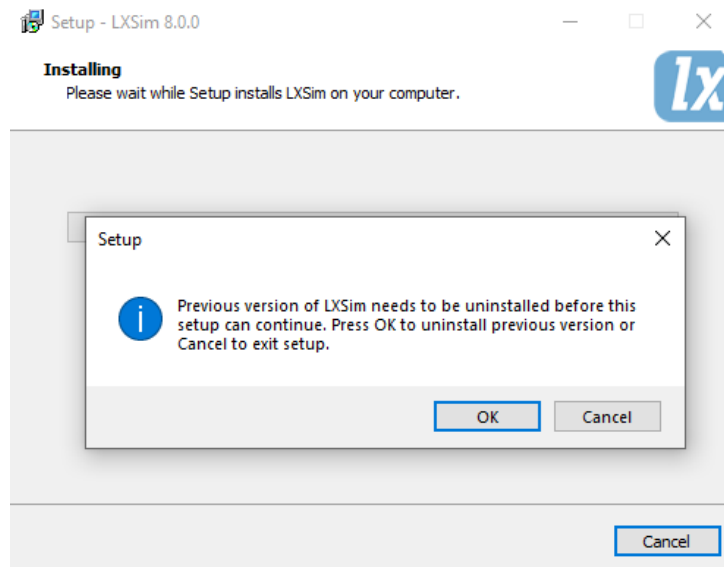 Setup - LXSim 8.0.0
Installing
Please wait while Setup installs LXSim on your computer.
lx
Setup
Previous version of LXSim needs to be uninstalled before this
setup can continue. Press OK to uninstall previous version or
Cancel to exit setup.
OK
Cancel
Cancel